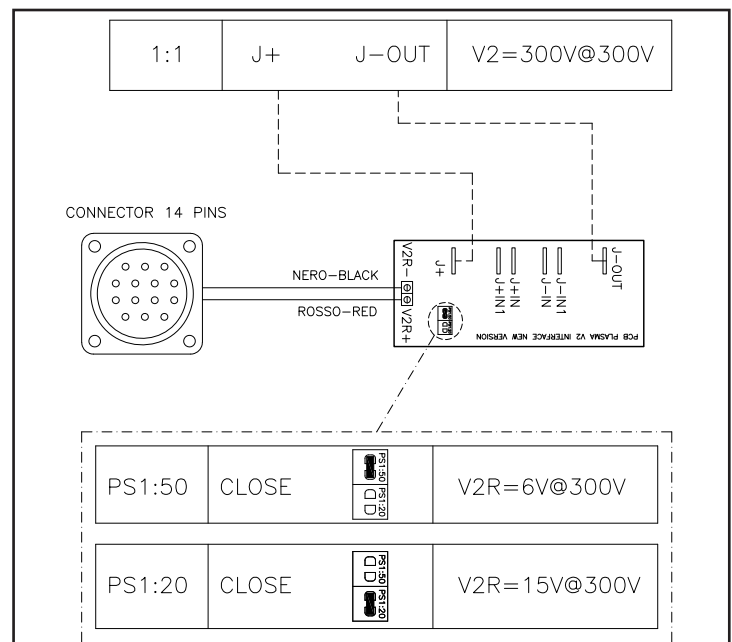 1:1 J+ J-OUT V2=300V@300V
CONNECTOR 14 PINS
NERO-BLACK
ROSSO-RED
V2R-
V2R+
J+
J+IN1
J+IN
J-IN
J-IN1
J-OUT
PCB PLASMA V2 INTERFACE NEW VERSION
PS1:50 CLOSE PS1:50 PS1:20 V2R=6V@300V
PS1:20 CLOSE PS1:50 PS1:20 V2R=15V@300V